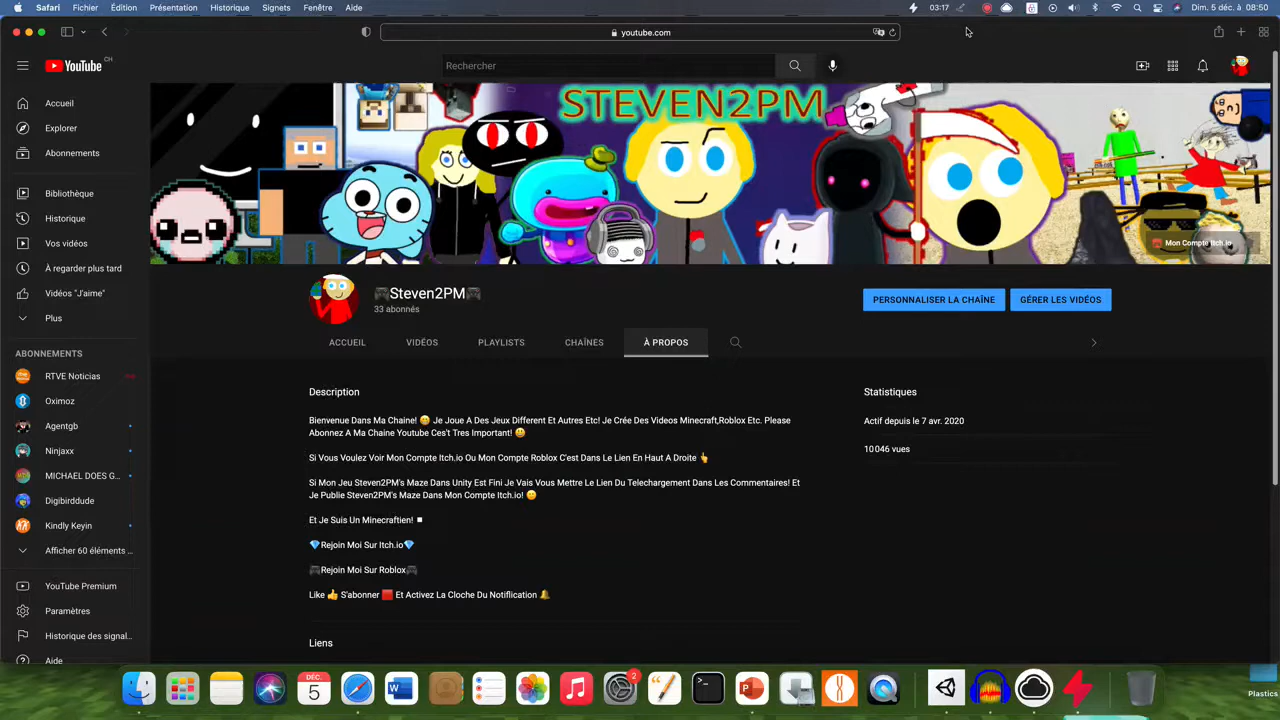 Safari Fichier Édition Présentation Historique Signets Fenêtre Aide 03:17 Dim. 5 déc. à 08:50
youtube.com
YouTube CH
Rechercher
STEVEN2PM
Mon Compte Itch.io
Accueil
Explorer
Abonnements
Bibliothèque
Historique
Vos vidéos
À regarder plus tard
Vidéos "J'aime"
Plus
ABONNEMENTS
RTVE Noticias
Oximoz
Agentgb
Ninjaxx
MICHAEL DOES G...
Digibirddude
Kindly Keyin
Afficher 60 éléments ...
YouTube Premium
Paramètres
Historique des signal...
Aide
🎮Steven2PM🎮
33 abonnés
PERSONNALISER LA CHAÎNE GÉRER LES VIDÉOS
ACCUEIL VIDÉOS PLAYLISTS CHAÎNES À PROPOS
Description
Bienvenue Dans Ma Chaine! 😁 Je Joue A Des Jeux Different Et Autres Etc! Je Crée Des Videos Minecraft,Roblox Etc. Please
Abonnez A Ma Chaine Youtube Ces't Tres Important! 😃
Si Vous Voulez Voir Mon Compte Itch.io Ou Mon Compte Roblox C'est Dans Le Lien En Haut A Droite 👆
Si Mon Jeu Steven2PM's Maze Dans Unity Est Fini Je Vais Vous Mettre Le Lien Du Telechargement Dans Les Commentaires! Et
Je Publie Steven2PM's Maze Dans Mon Compte Itch.io! 😊
Et Je Suis Un Minecraftien! ◽
💎Rejoin Moi Sur Itch.io💎
🎮Rejoin Moi Sur Roblox🎮
Like 👍 S'abonner 🟥 Et Activez La Cloche Du Notiflication 🔔
Liens
Statistiques
Actif depuis le 7 avr. 2020
10 046 vues
DÉC.
5
2
Plastics